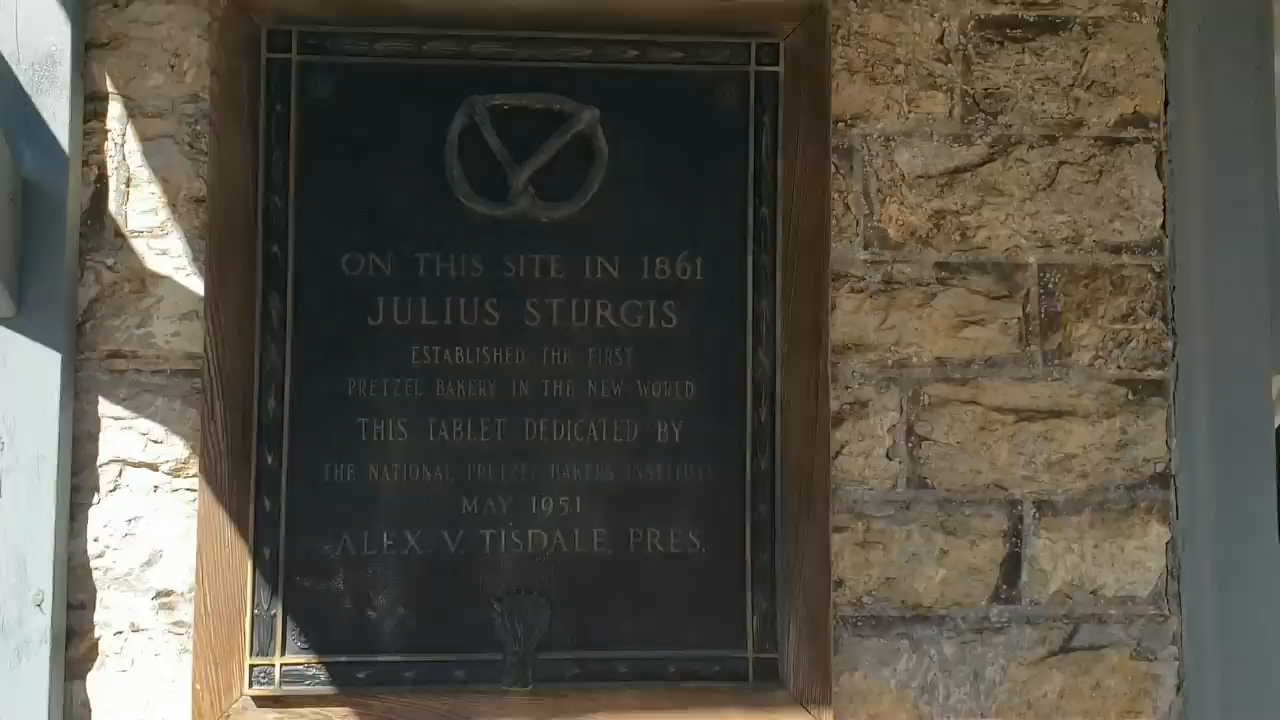 ON THIS SITE IN 1861
JULIUS STURGIS
ESTABLISHED THE FIRST
PRETZEL BAKERY IN THE NEW WORLD
THIS TABLET DEDICATED BY
THE NATIONAL PRETZEL BAKERS INSTITUTE
MAY 1951
ALEX. V. TISDALE, PRES.